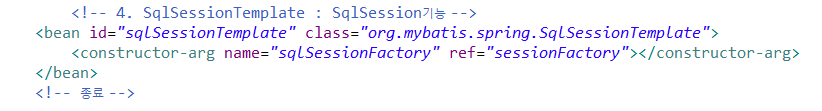 <!-- 4. SqlSessionTemplate : SqlSession기능 -->
<bean id="sqlSessionTemplate" class="org.mybatis.spring.SqlSessionTemplate">
<constructor-arg name="sqlSessionFactory" ref="sessionFactory"></constructor-arg>
</bean>
<!-- 종료 -->